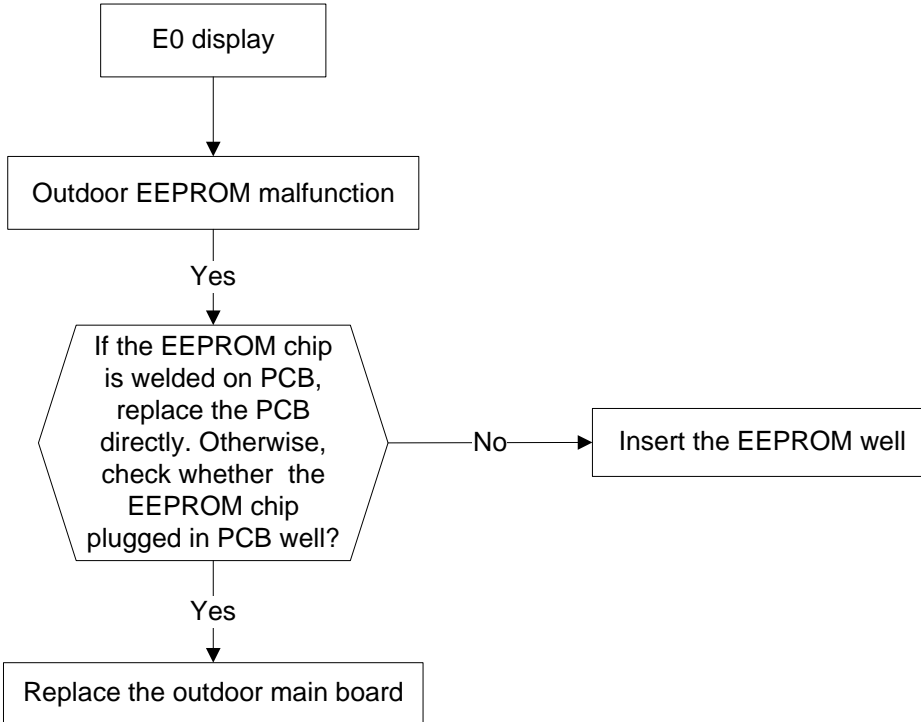 E0 display
Outdoor EEPROM malfunction
Yes
If the EEPROM chip
is welded on PCB,
replace the PCB
directly. Otherwise,
check whether  the
EEPROM chip
plugged in PCB well?
No
Insert the EEPROM well
Yes
Replace the outdoor main board